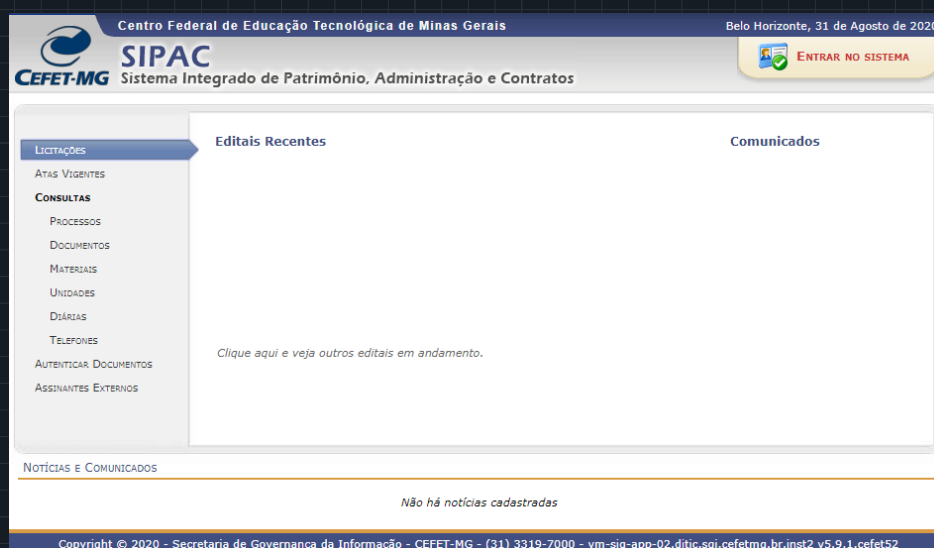 Centro Federal de Educação Tecnológica de Minas Gerais
Belo Horizonte, 31 de Agosto de 2020
CEFET-MG
SIPAC
Sistema Integrado de Patrimônio, Administração e Contratos
Entrar no sistema
Licitações
Atas Vigentes
Consultas
Processos
Documentos
Materiais
Unidades
Diárias
Telefones
Autenticar Documentos
Assinantes Externos
Editais Recentes
Clique aqui e veja outros editais em andamento.
Comunicados
Notícias e Comunicados
Não há notícias cadastradas
Copyright © 2020 - Secretaria de Governança da Informação - CEFET-MG - (31) 3319-7000 - vm-sig-app-02.ditic.sgi.cefetmg.br.inst2 v5.9.1.cefet52